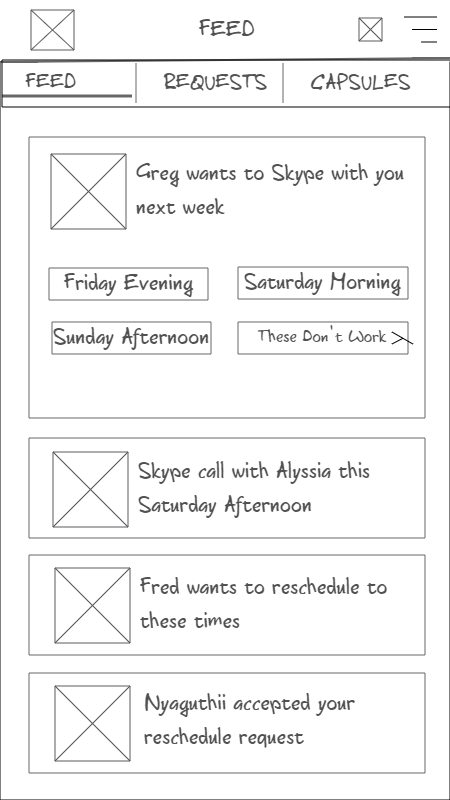 FEED
FEED REQUESTS CAPSULES
Greg wants to Skype with you
next week
Friday Evening Saturday Morning
Sunday Afternoon These Don't Work
Skype call with Alyssia this
Saturday Afternoon
Fred wants to reschedule to
these times
Nyaguthii accepted your
reschedule request